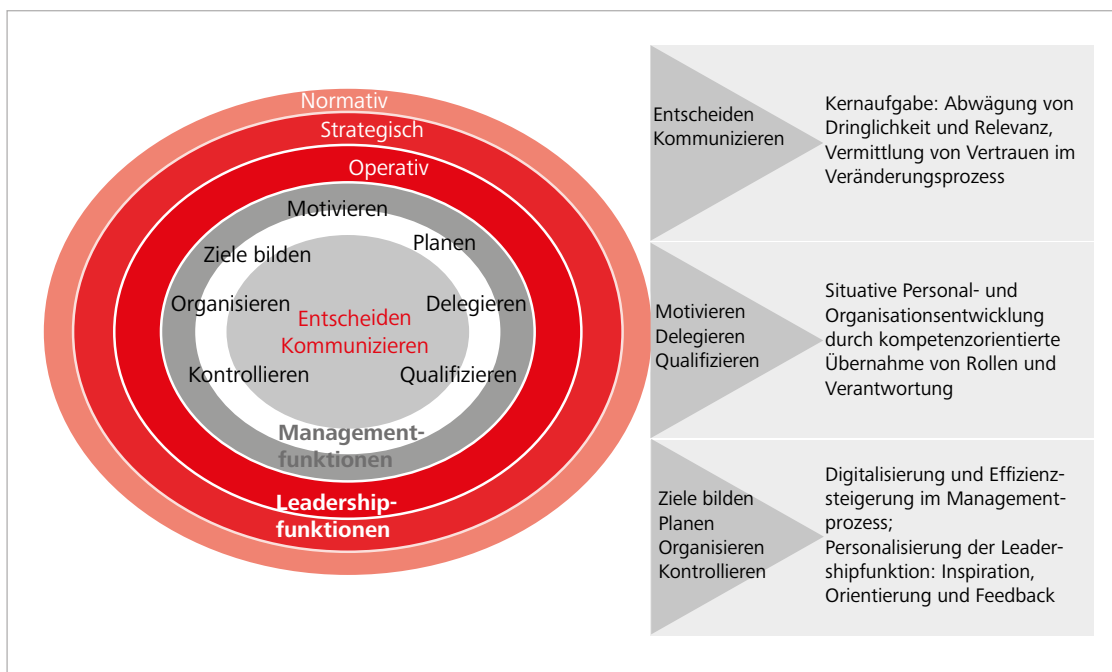 Normativ
Strategisch
Operativ
Motivieren
Planen
Ziele bilden
Organisieren
Delegieren
Entscheiden
Kommunizieren
Kontrollieren
Qualifizieren
Management-
funktionen
Leadership-
funktionen
Entscheiden
Kommunizieren
Kernaufgabe: Abwägung von
Dringlichkeit und Relevanz,
Vermittlung von Vertrauen im
Veränderungsprozess
Motivieren
Delegieren
Qualifizieren
Situative Personal- und
Organisationsentwicklung
durch kompetenzorientierte
Übernahme von Rollen und
Verantwortung
Ziele bilden
Planen
Organisieren
Kontrollieren
Digitalisierung und Effizienz-
steigerung im Management-
prozess;
Personalisierung der Leader-
shipfunktion: Inspiration,
Orientierung und Feedback